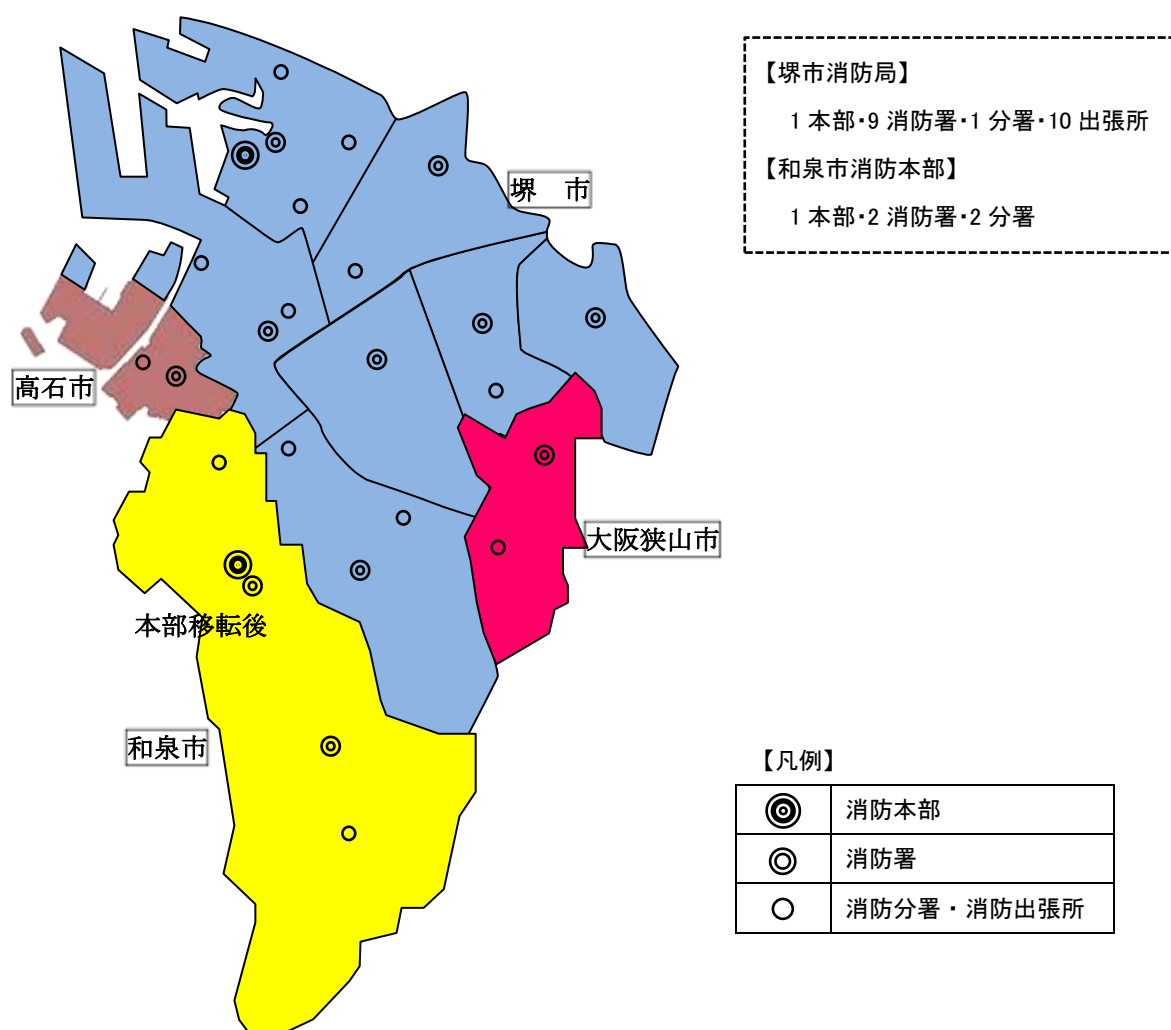 【堺市消防局】
1 本部・9 消防署・1 分署・10 出張所
【和泉市消防本部】
1 本部・2 消防署・2 分署
堺　市
高石市
大阪狭山市
本部移転後
和泉市
【凡例】
消防本部
消防署
消防分署・消防出張所